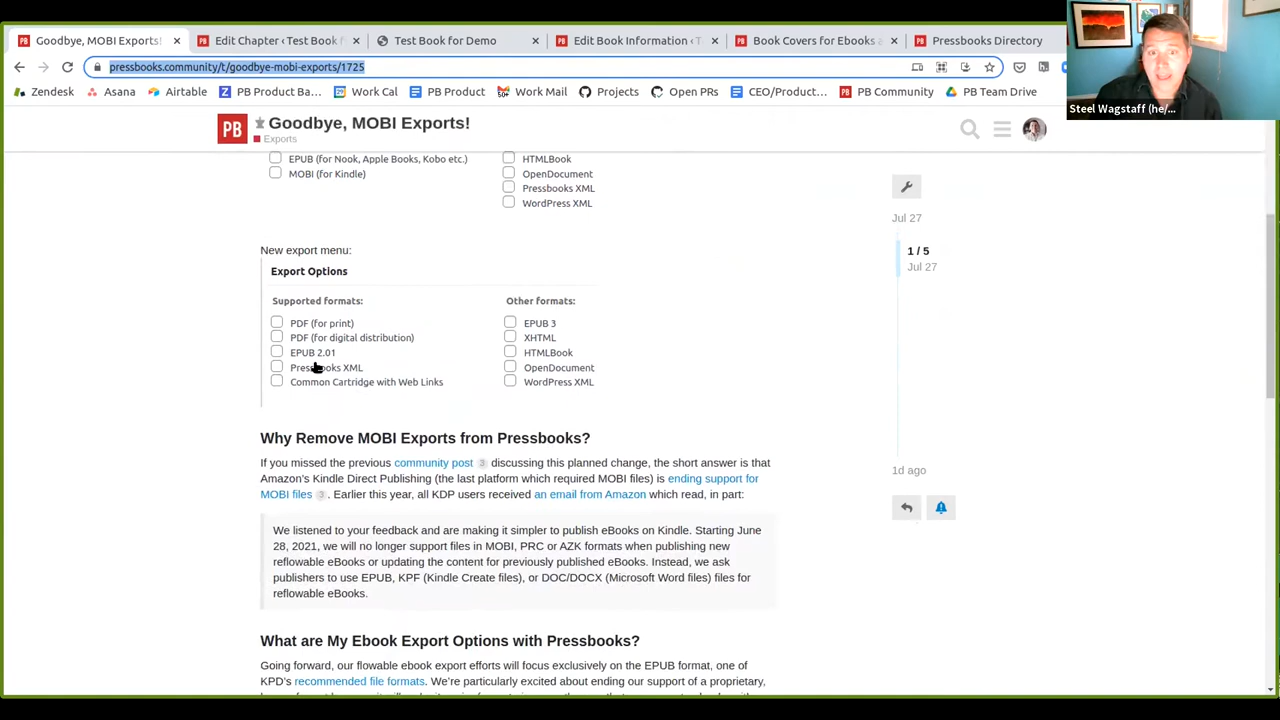 Goodbye, MOBI Exports!
Edit Chapter ‹ Test Book f
Test Book for Demo
Edit Book Information ‹ T
Book Covers for Ebooks a
Pressbooks Directory
pressbooks.community/t/goodbye-mobi-exports/1725
Zendesk
Asana
Airtable
PB Product Ba...
Work Cal
PB Product
Work Mail
Projects
Open PRs
CEO/Product...
PB Community
PB Team Drive
Steel Wagstaff (he/...
PB
Goodbye, MOBI Exports!
Exports
EPUB (for Nook, Apple Books, Kobo etc.)
MOBI (for Kindle)
HTMLBook
OpenDocument
Pressbooks XML
WordPress XML
New export menu:
Export Options
Supported formats:
PDF (for print)
PDF (for digital distribution)
EPUB 2.01
Pressbooks XML
Common Cartridge with Web Links
Other formats:
EPUB 3
XHTML
HTMLBook
OpenDocument
WordPress XML
Jul 27
1 / 5
Jul 27
1d ago
Why Remove MOBI Exports from Pressbooks?
If you missed the previous community post 3 discussing this planned change, the short answer is that
Amazon's Kindle Direct Publishing (the last platform which required MOBI files) is ending support for
MOBI files 3 . Earlier this year, all KDP users received an email from Amazon which read, in part:
We listened to your feedback and are making it simpler to publish eBooks on Kindle. Starting June
28, 2021, we will no longer support files in MOBI, PRC or AZK formats when publishing new
reflowable eBooks or updating the content for previously published eBooks. Instead, we ask
publishers to use EPUB, KPF (Kindle Create files), or DOC/DOCX (Microsoft Word files) files for
reflowable eBooks.
What are My Ebook Export Options with Pressbooks?
Going forward, our flowable ebook export efforts will focus exclusively on the EPUB format, one of
KPD's recommended file formats. We're particularly excited about ending our support of a proprietary,